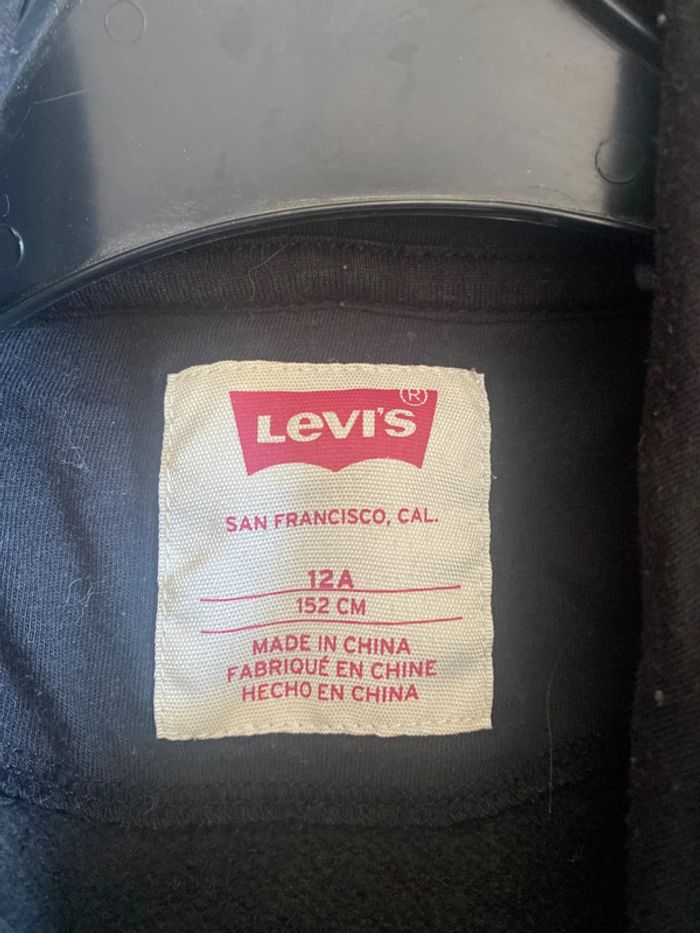 LEVI'S ®
SAN FRANCISCO, CAL.
12A
152 CM
MADE IN CHINA
FABRIQUÉ EN CHINE
HECHO EN CHINA